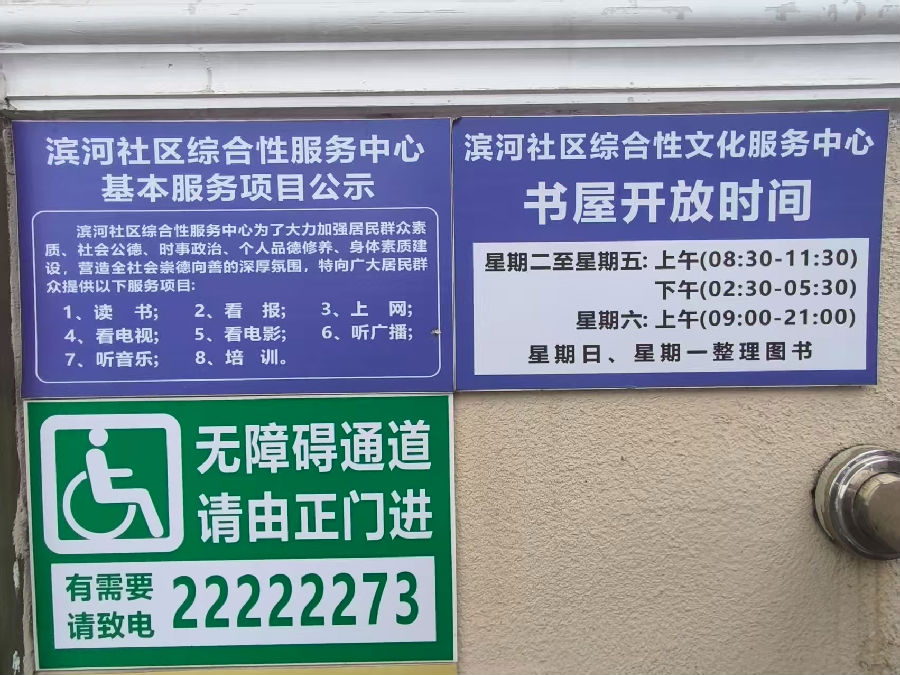 滨河社区综合性服务中心
基本服务项目公示
滨河社区综合性服务中心为了大力加强居民群众素
质、社会公德、时事政治、个人品德修养、身体素质建
设，营造全社会崇德向善的深厚氛围，特向广大居民群
众提供以下服务项目:
1、读 书; 2、看 报; 3、上 网;
4、看电视; 5、看电影; 6、听广播;
7、听音乐; 8、培 训。
滨河社区综合性文化服务中心
书屋开放时间
星期二至星期五: 上午(08:30-11:30)
下午(02:30-05:30)
星期六: 上午(09:00-21:00)
星期日、星期一整理图书
无障碍通道
请由正门进
有需要
请致电
22222273